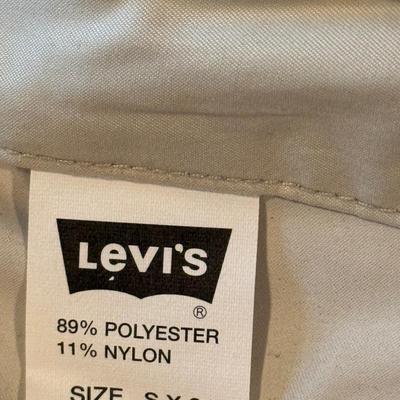 Levi's
®
89% POLYESTER
11% NYLON
SIZE S X